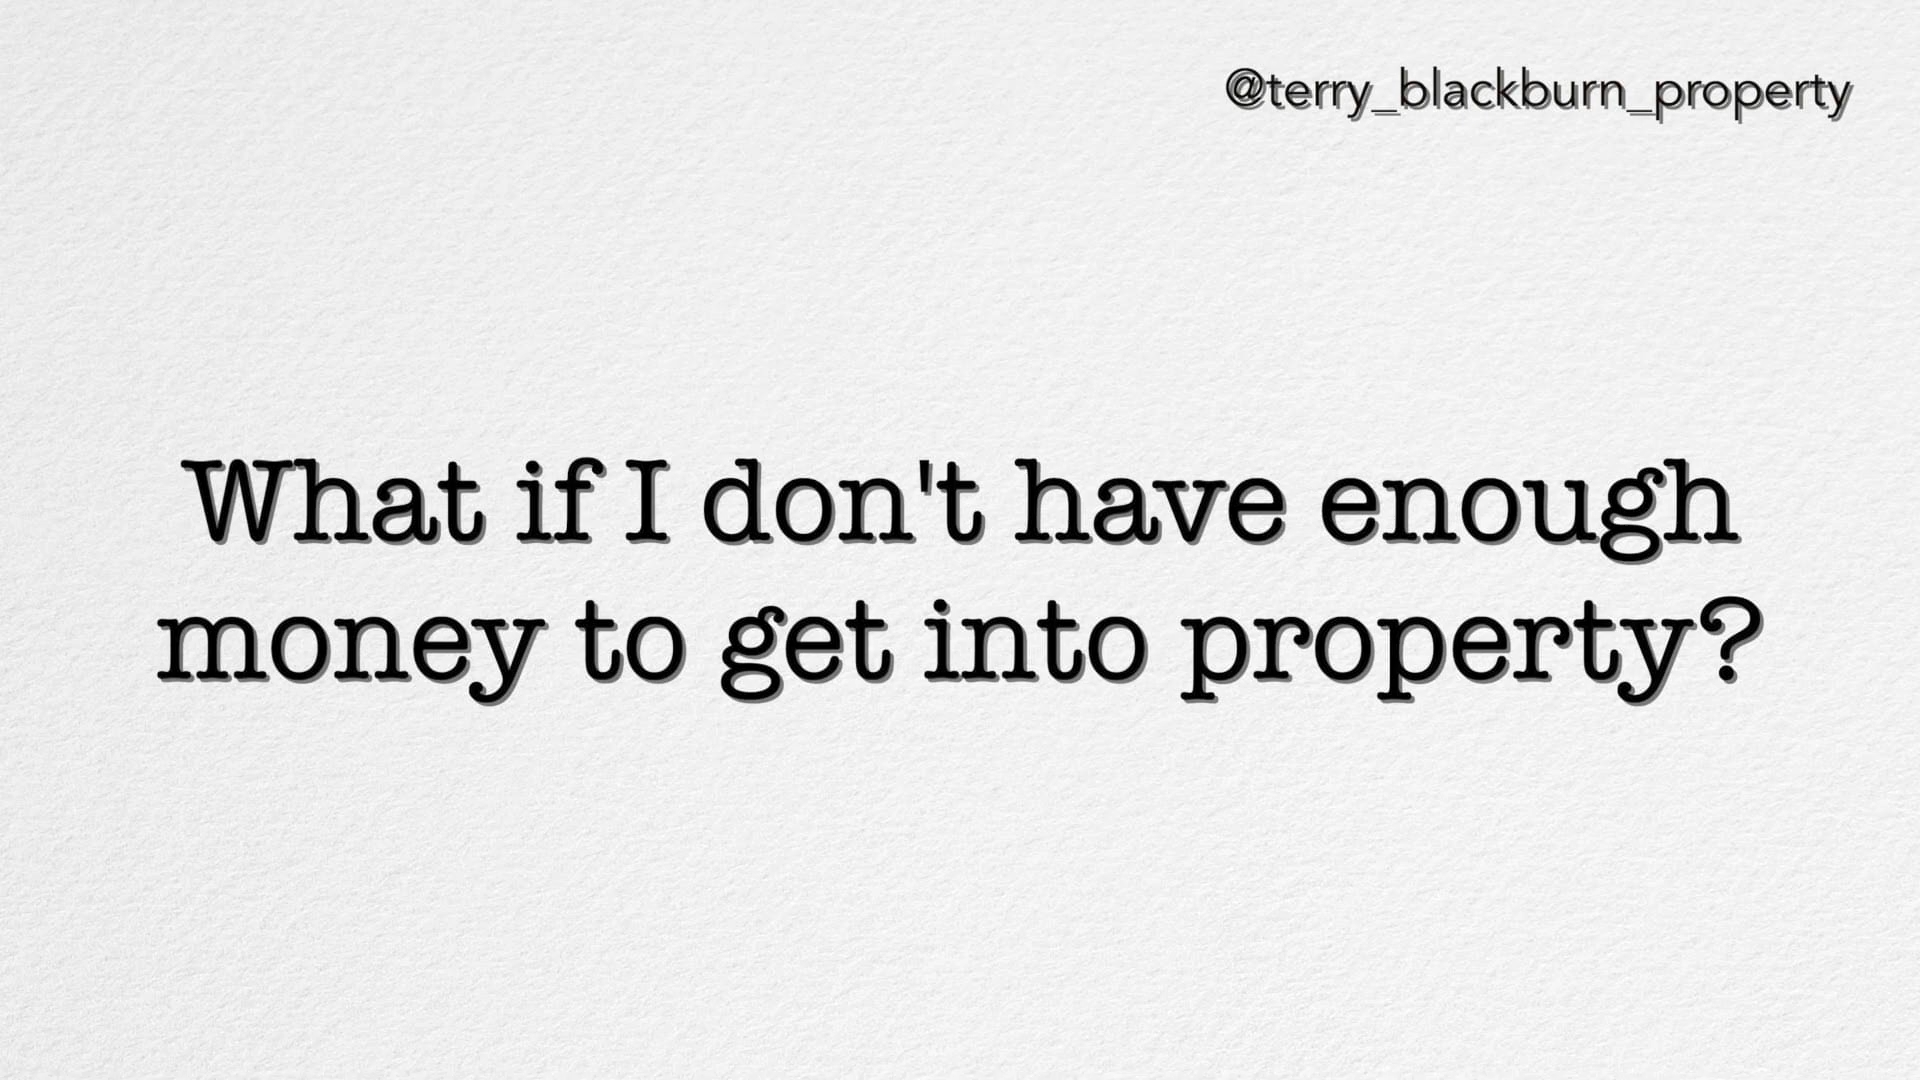 @terry_blackburn_property
What if I don't have enough
money to get into property?